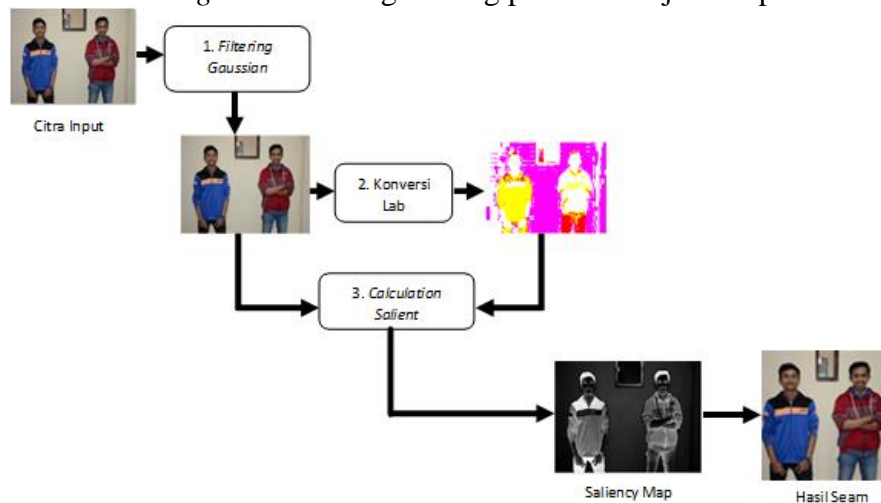 1. Filtering
Gaussian
Citra Input
2. Konversi
Lab
3. Calculation
Salient
Saliency Map
Hasil Seam